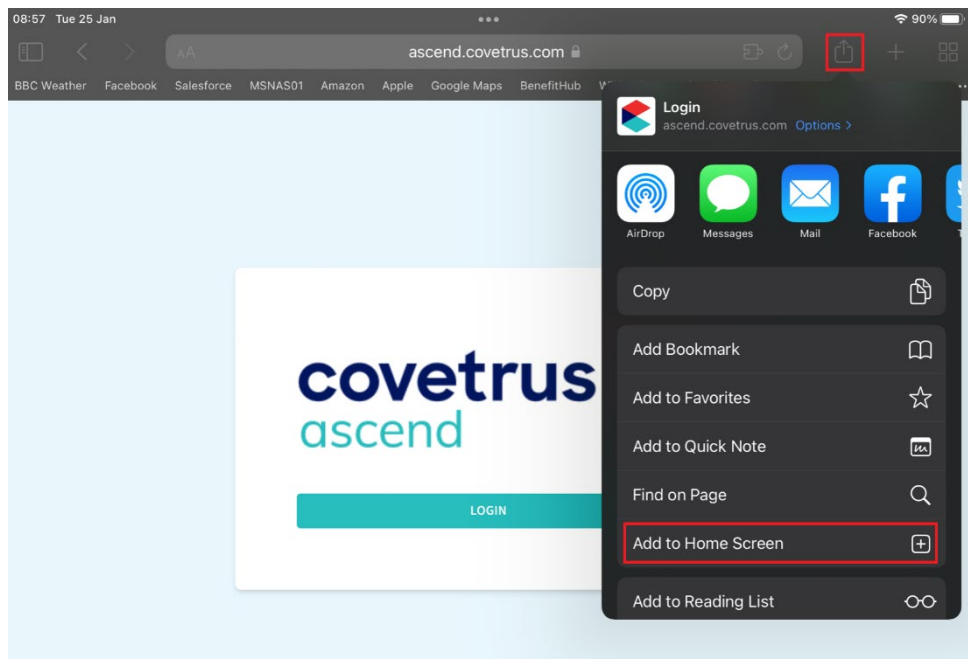 08:57 Tue 25 Jan
90%
AA
ascend.covetrus.com
BBC Weather Facebook Salesforce MSNAS01 Amazon Apple Google Maps BenefitHub
Login
ascend.covetrus.com Options >
AirDrop Messages Mail Facebook
Copy
Add Bookmark
Add to Favorites
Add to Quick Note
Find on Page
Add to Home Screen
Add to Reading List
covetrus
ascend
LOGIN